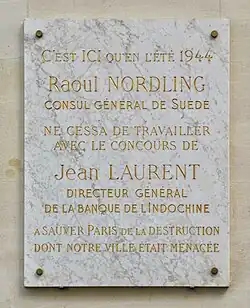 C'EST ICI QU'EN L'ÉTÉ 1944
Raoul NORDLING
CONSUL GÉNÉRAL DE SUEDE
NE CESSA DE TRAVAILLER
AVEC LE CONCOURS DE
Jean LAURENT
DIRECTEUR GÉNÉRAL
DE LA BANQUE DE L'INDOCHINE
A SAUVER PARIS DE LA DESTRUCTION
DONT NOTRE VILLE ÉTAIT MENACÉE